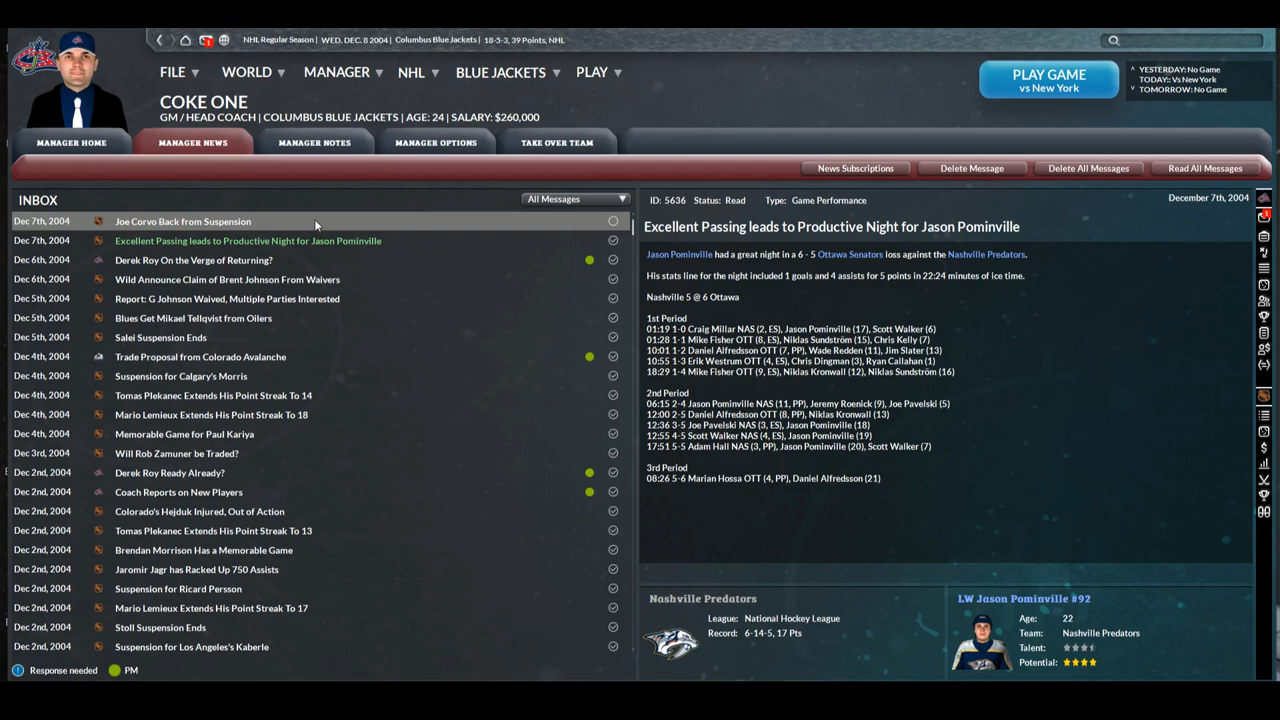 NHL Regular Season | WED. DEC. 8 2004 | Columbus Blue Jackets | 18-5-3, 39 Points, NHL
1
FILE WORLD MANAGER NHL BLUE JACKETS PLAY
COKE ONE
GM / HEAD COACH | COLUMBUS BLUE JACKETS | AGE: 24 | SALARY: $260,000
PLAY GAME
vs New York
YESTERDAY: No Game
TODAY:: Vs New York
TOMORROW: No Game
MANAGER HOME MANAGER NEWS MANAGER NOTES MANAGER OPTIONS TAKE OVER TEAM
News Subscriptions Delete Message Delete All Messages Read All Messages
INBOX All Messages
Dec 7th, 2004 Joe Corvo Back from Suspension
Dec 7th, 2004 Excellent Passing leads to Productive Night for Jason Pominville
Dec 6th, 2004 Derek Roy On the Verge of Returning?
Dec 6th, 2004 Wild Announce Claim of Brent Johnson From Waivers
Dec 5th, 2004 Report: G Johnson Waived, Multiple Parties Interested
Dec 5th, 2004 Blues Get Mikael Tellqvist from Oilers
Dec 5th, 2004 Salei Suspension Ends
Dec 4th, 2004 Trade Proposal from Colorado Avalanche
Dec 4th, 2004 Suspension for Calgary's Morris
Dec 4th, 2004 Tomas Plekanec Extends His Point Streak To 14
Dec 4th, 2004 Mario Lemieux Extends His Point Streak To 18
Dec 4th, 2004 Memorable Game for Paul Kariya
Dec 3rd, 2004 Will Rob Zamuner be Traded?
Dec 2nd, 2004 Derek Roy Ready Already?
Dec 2nd, 2004 Coach Reports on New Players
Dec 2nd, 2004 Colorado's Hejduk Injured, Out of Action
Dec 2nd, 2004 Tomas Plekanec Extends His Point Streak To 13
Dec 2nd, 2004 Brendan Morrison Has a Memorable Game
Dec 2nd, 2004 Jaromir Jagr has Racked Up 750 Assists
Dec 2nd, 2004 Suspension for Ricard Persson
Dec 2nd, 2004 Mario Lemieux Extends His Point Streak To 17
Dec 2nd, 2004 Stoll Suspension Ends
Dec 2nd, 2004 Suspension for Los Angeles's Kaberle
Response needed PM
ID: 5636 Status: Read Type: Game Performance December 7th, 2004
Excellent Passing leads to Productive Night for Jason Pominville
Jason Pominville had a great night in a 6 - 5 Ottawa Senators loss against the Nashville Predators.
His stats line for the night included 1 goals and 4 assists for 5 points in 22:24 minutes of ice time.
Nashville 5 @ 6 Ottawa
1st Period
01:19 1-0 Craig Millar NAS (2, ES), Jason Pominville (17), Scott Walker (6)
01:28 1-1 Mike Fisher OTT (8, ES), Niklas Sundström (15), Chris Kelly (7)
10:01 1-2 Daniel Alfredsson OTT (7, PP), Wade Redden (11), Jim Slater (13)
10:55 1-3 Erik Westrum OTT (4, ES), Chris Dingman (3), Ryan Callahan (1)
18:29 1-4 Mike Fisher OTT (9, ES), Niklas Kronwall (12), Niklas Sundström (16)
2nd Period
06:15 2-4 Jason Pominville NAS (11, PP), Jeremy Roenick (9), Joe Pavelski (5)
12:00 2-5 Daniel Alfredsson OTT (8, PP), Niklas Kronwall (13)
12:36 3-5 Joe Pavelski NAS (3, ES), Jason Pominville (18)
12:55 4-5 Scott Walker NAS (4, ES), Jason Pominville (19)
17:51 5-5 Adam Hall NAS (3, PP), Jason Pominville (20), Scott Walker (7)
3rd Period
08:26 5-6 Marian Hossa OTT (4, PP), Daniel Alfredsson (21)
Nashville Predators
League: National Hockey League
Record: 6-14-5, 17 Pts
LW Jason Pominville #92
Age: 22
Team: Nashville Predators
Talent:
Potential:
1